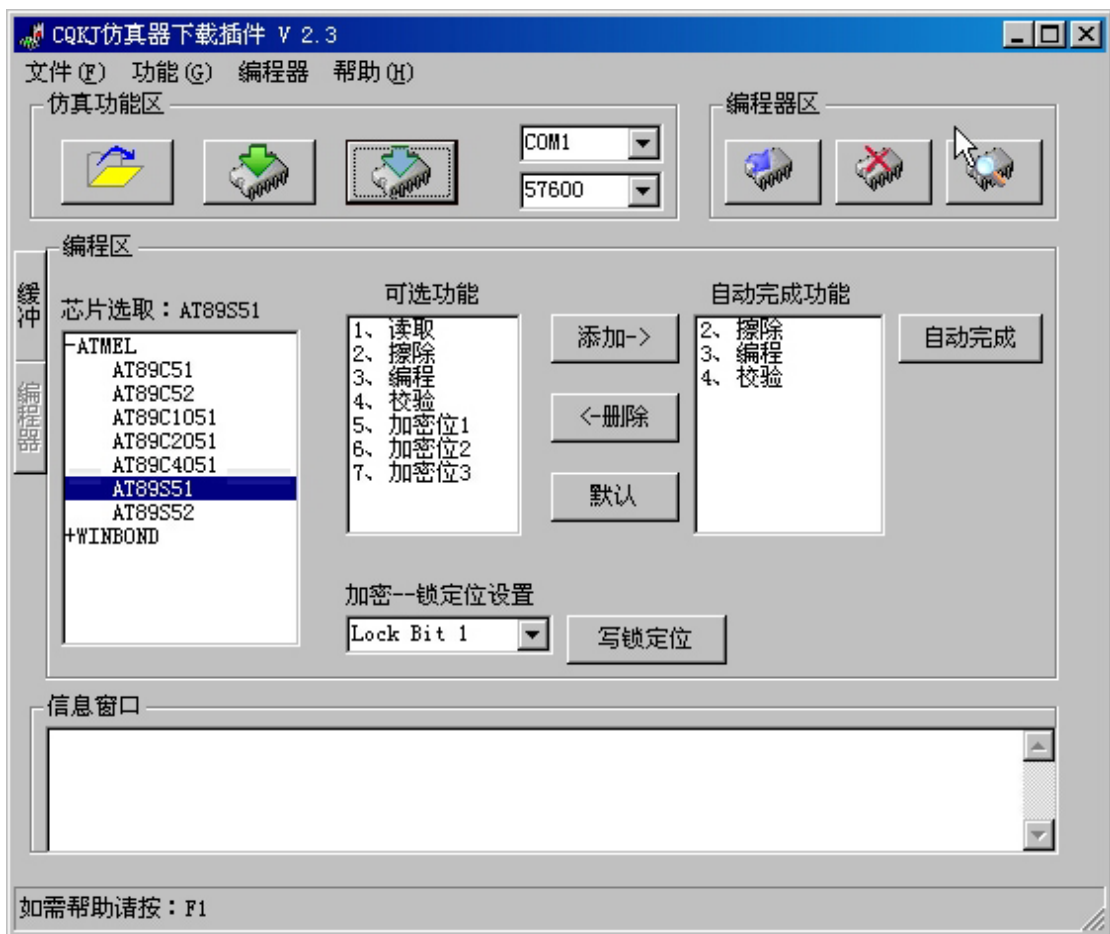 CQKJ仿真器下载插件 V 2.3
文件(F) 功能(G) 编程器 帮助(H)
仿真功能区
编程器区
COM1
57600
编程区
缓冲
编程器
芯片选取：AT89S51
-ATMEL
AT89C51
AT89C52
AT89C1051
AT89C2051
AT89C4051
AT89S51
AT89S52
+WINBOND
可选功能
1、读取
2、擦除
3、编程
4、校验
5、加密位1
6、加密位2
7、加密位3
添加->
<-删除
默认
自动完成功能
2、擦除
3、编程
4、校验
自动完成
加密--锁定位设置
Lock Bit 1
写锁定位
信息窗口
如需帮助请按：F1